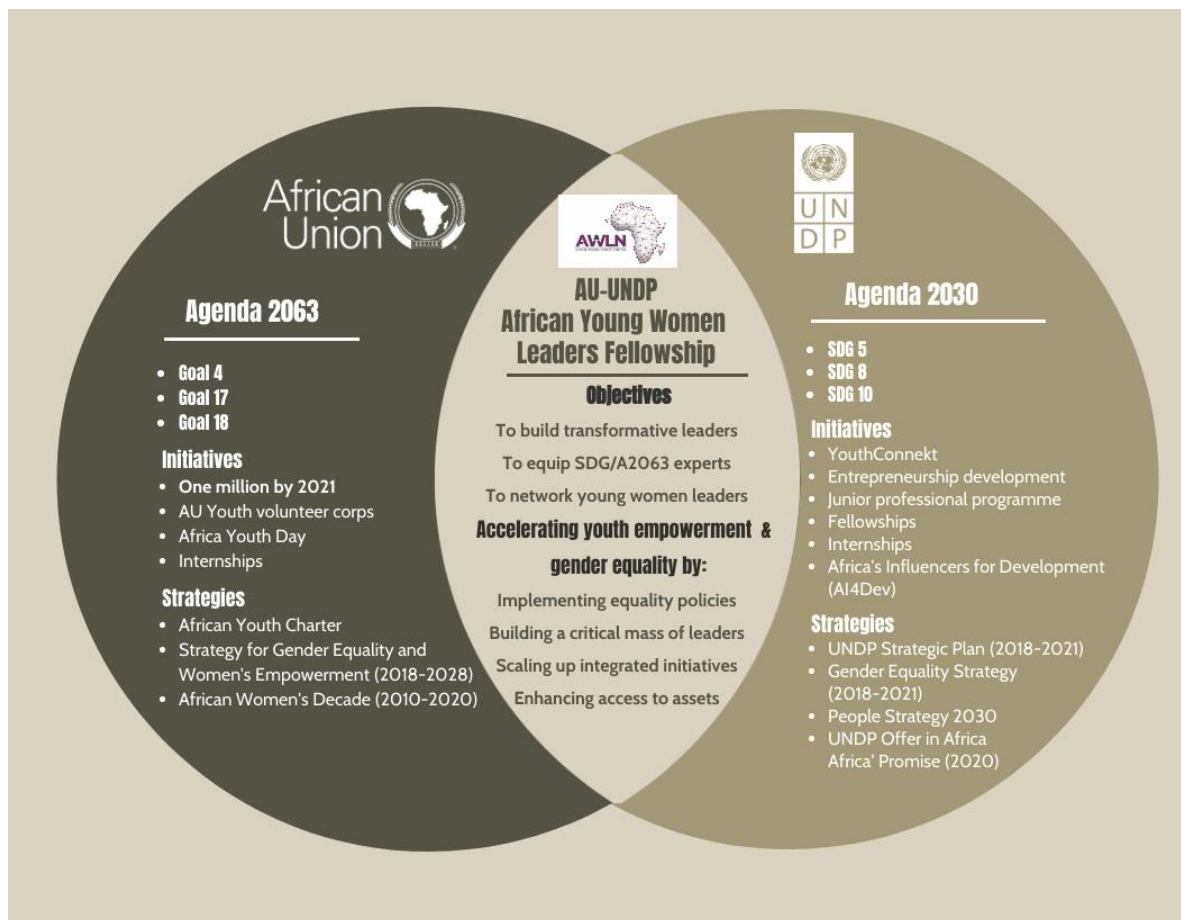 African
Union
Agenda 2063
Goal 4
Goal 17
Goal 18
Initiatives
One million by 2021
AU Youth volunteer corps
Africa Youth Day
Internships
Strategies
African Youth Charter
Strategy for Gender Equality and
Women's Empowerment (2018-2028)
African Women's Decade (2010-2020)
AWLN
AU-UNDP
African Young Women
Leaders Fellowship
Objectives
To build transformative leaders
To equip SDG/A2063 experts
To network young women leaders
Accelerating youth empowerment &
gender equality by:
Implementing equality policies
Building a critical mass of leaders
Scaling up integrated initiatives
Enhancing access to assets
U N
D P
Agenda 2030
SDG 5
SDG 8
SDG 10
Initiatives
YouthConnekt
Entrepreneurship development
Junior professional programme
Fellowships
Internships
Africa's Influencers for Development
(AI4Dev)
Strategies
UNDP Strategic Plan (2018-2021)
Gender Equality Strategy
(2018-2021)
People Strategy 2030
UNDP Offer in Africa
Africa' Promise (2020)